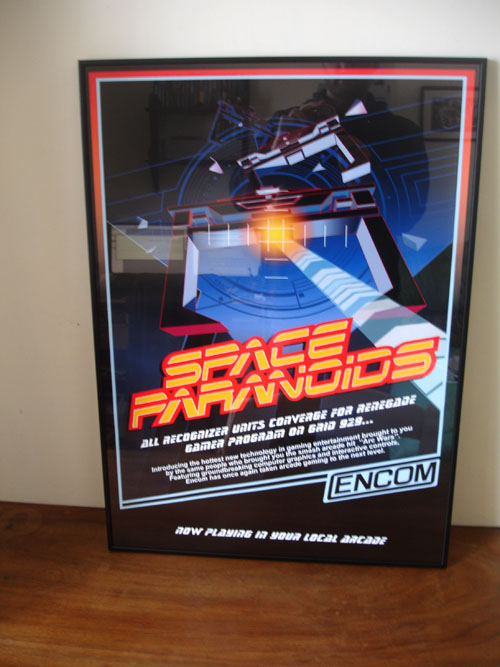 SPACE
PARANOIDS
ALL RECOGNIZER UNITS CONVERGE FOR RENEGADE
GAMER PROGRAM ON GRID 929...
Introducing the hottest new technology in gaming entertainment brought to you
by the same people who brought you the smash arcade hit "Arc Wars".
Featuring groundbreaking computer graphics and interactive controls,
Encom has once again taken arcade gaming to the next level.
ENCOM
NOW PLAYING IN YOUR LOCAL ARCADE